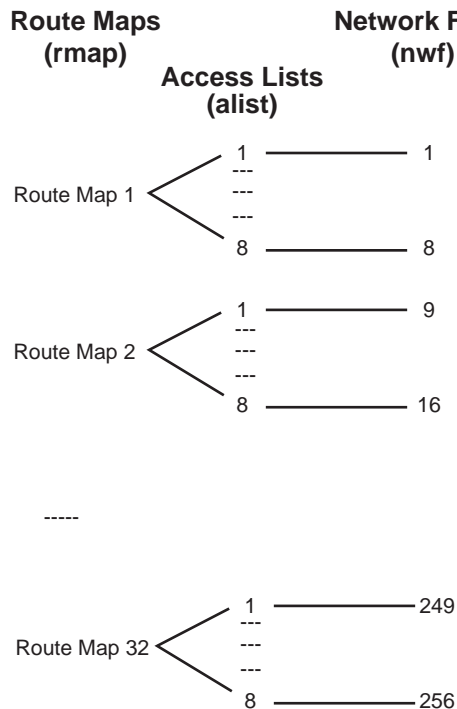 Route Maps
(rmap)
Network F
(nwf)
Access Lists
(alist)
Route Map 1
1
---
---
---
8
1
8
Route Map 2
1
---
---
---
8
9
16
-----
Route Map 32
1
---
---
---
8
249
256